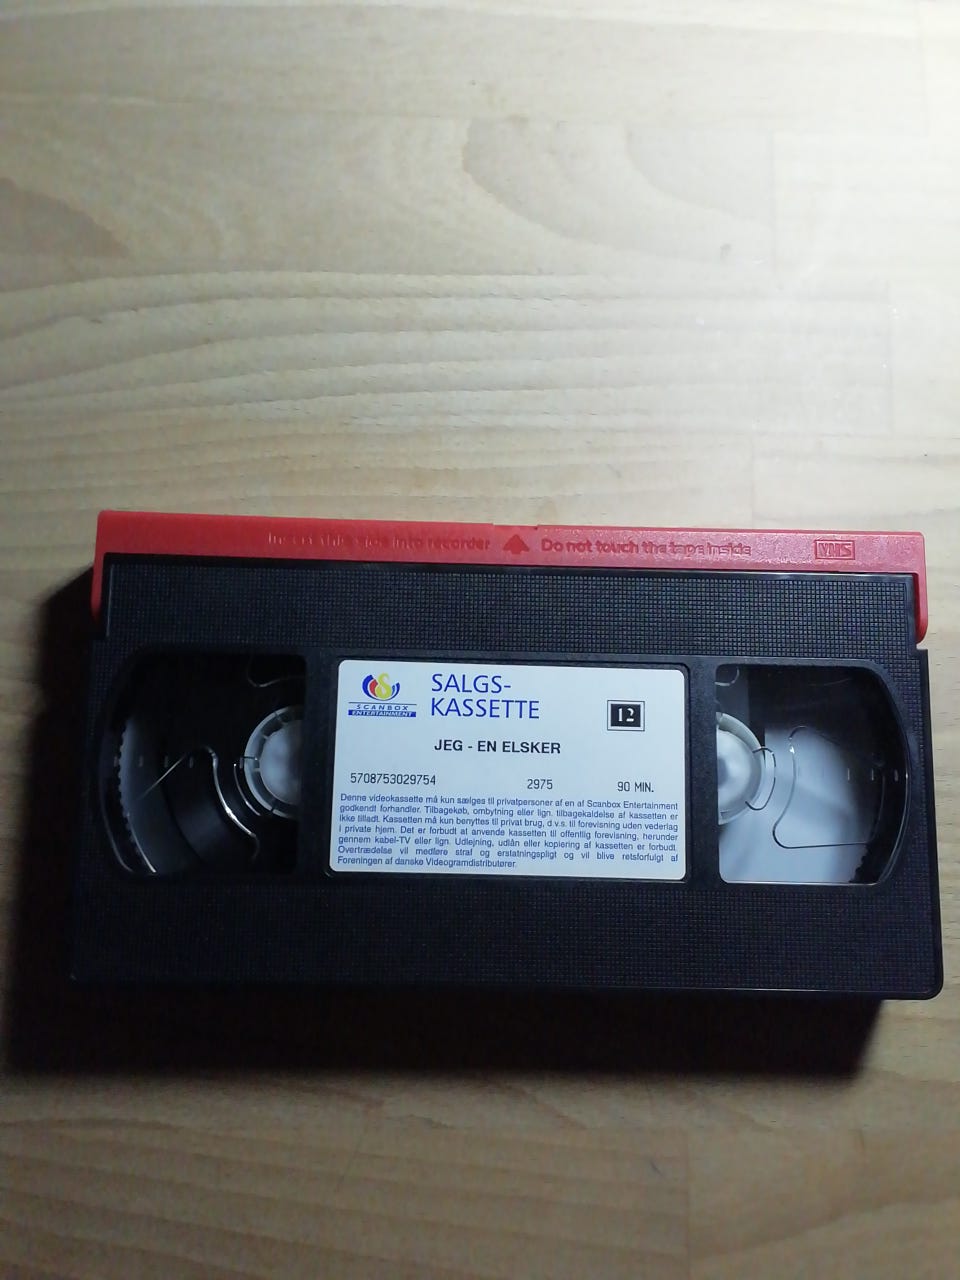 Insert this side into recorder Do not touch the tape inside VHS
SCANBOX
ENTERTAINMENT
SALGS-
KASSETTE
12
JEG - EN ELSKER
5708753029754 2975 90 MIN.
Denne videokassette må kun sælges til privatpersoner af en af Scanbox Entertainment
godkendt forhandler. Tilbagekøb, ombytning eller lign. tilbagekaldelse af kassetten er
ikke tilladt. Kassetten må kun benyttes til privat brug, d.v.s. til forevisning uden vederlag
i private hjem. Det er forbudt at anvende kassetten til offentlig forevisning, herunder
gennem kabel-TV eller lign. Udlejning, udlån eller kopiering af kassetten er forbudt.
Overtrædelse vil medføre straf og erstatningspligt og vil blive retsforfulgt af
Foreningen af danske Videogramdistributører.